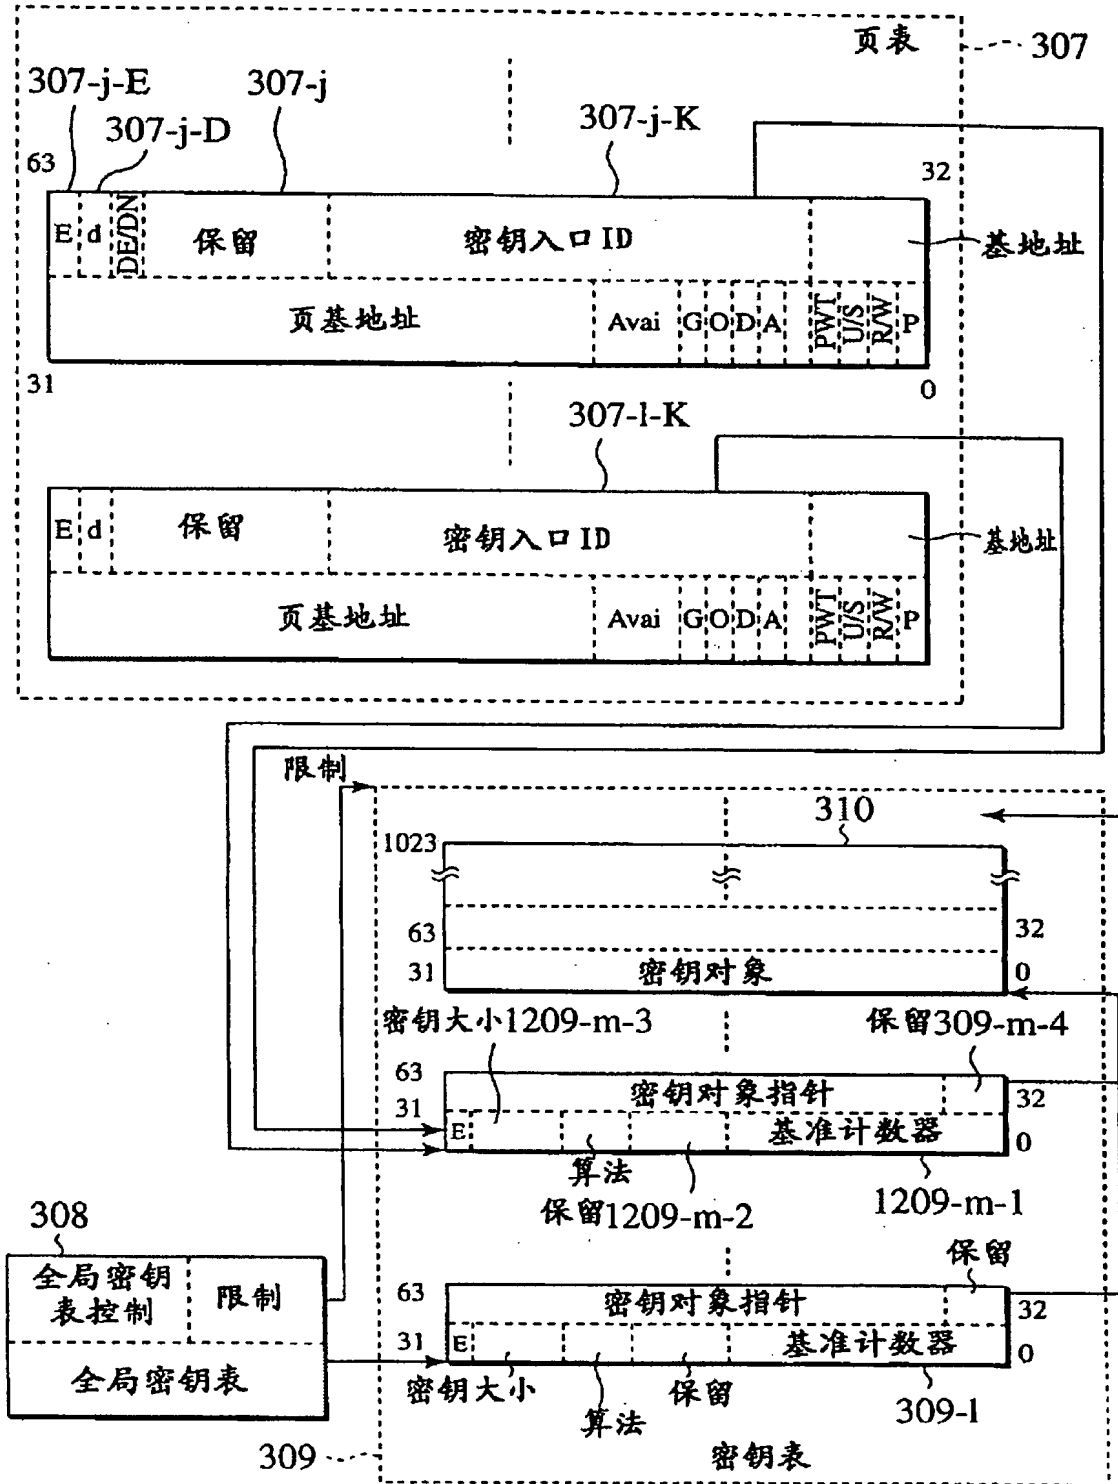 页表
307
307-j-E
307-j
307-j-D
307-j-K
63
32
E d DE/DN 保留 密钥入口ID
基地址
页基地址 Avai G O D A PWT U/S R/W P
31
0
307-l-K
E d 保留 密钥入口ID
基地址
页基地址 Avai G O D A PWT U/S R/W P
限制
310
1023
63
32
31
密钥对象
0
密钥大小1209-m-3
保留309-m-4
63
密钥对象指针
32
31
E
基准计数器
0
算法
保留1209-m-2
1209-m-1
308
保留
全局密钥表控制
限制
63
密钥对象指针
32
31
E
基准计数器
0
全局密钥表
密钥大小
算法
保留
309-l
309
密钥表